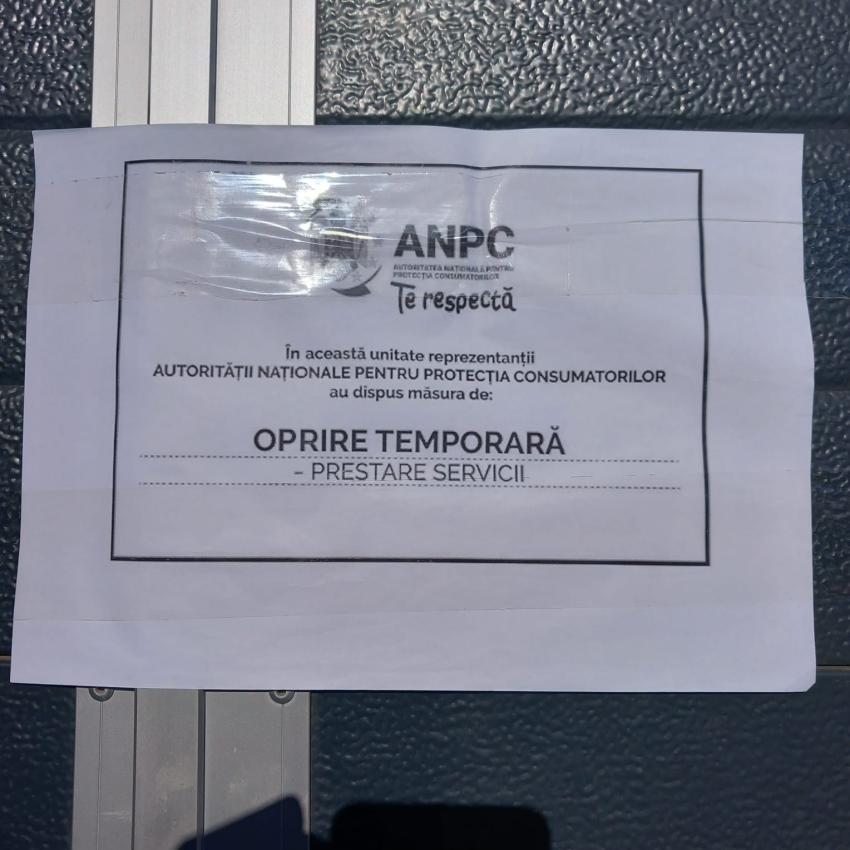 ANPC
AUTORITATEA NAȚIONALĂ PENTRU
PROTECȚIA CONSUMATORILOR
Te respectă
În această unitate reprezentanții
AUTORITĂȚII NAȚIONALE PENTRU PROTECȚIA CONSUMATORILOR
au dispus măsura de:
OPRIRE TEMPORARĂ
- PRESTARE SERVICII